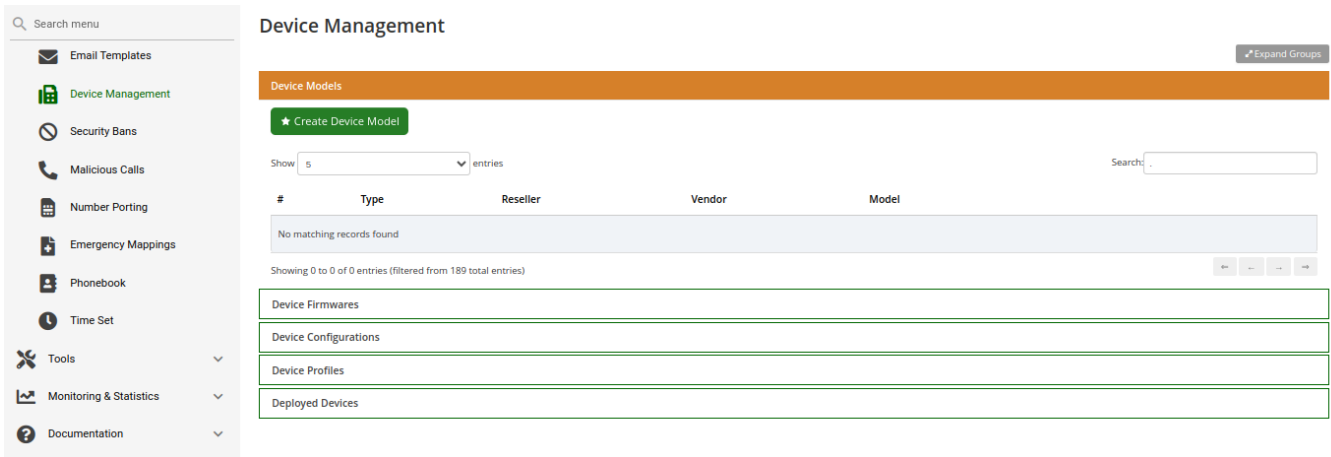 Search menu
Email Templates
Device Management
Security Bans
Malicious Calls
Number Porting
Emergency Mappings
Phonebook
Time Set
Tools
Monitoring & Statistics
Documentation
Device Management
Expand Groups
Device Models
Create Device Model
Show 5 entries
Search: .
# Type Reseller Vendor Model
No matching records found
Showing 0 to 0 of 0 entries (filtered from 189 total entries)
⇐ ← → ⇒
Device Firmwares
Device Configurations
Device Profiles
Deployed Devices